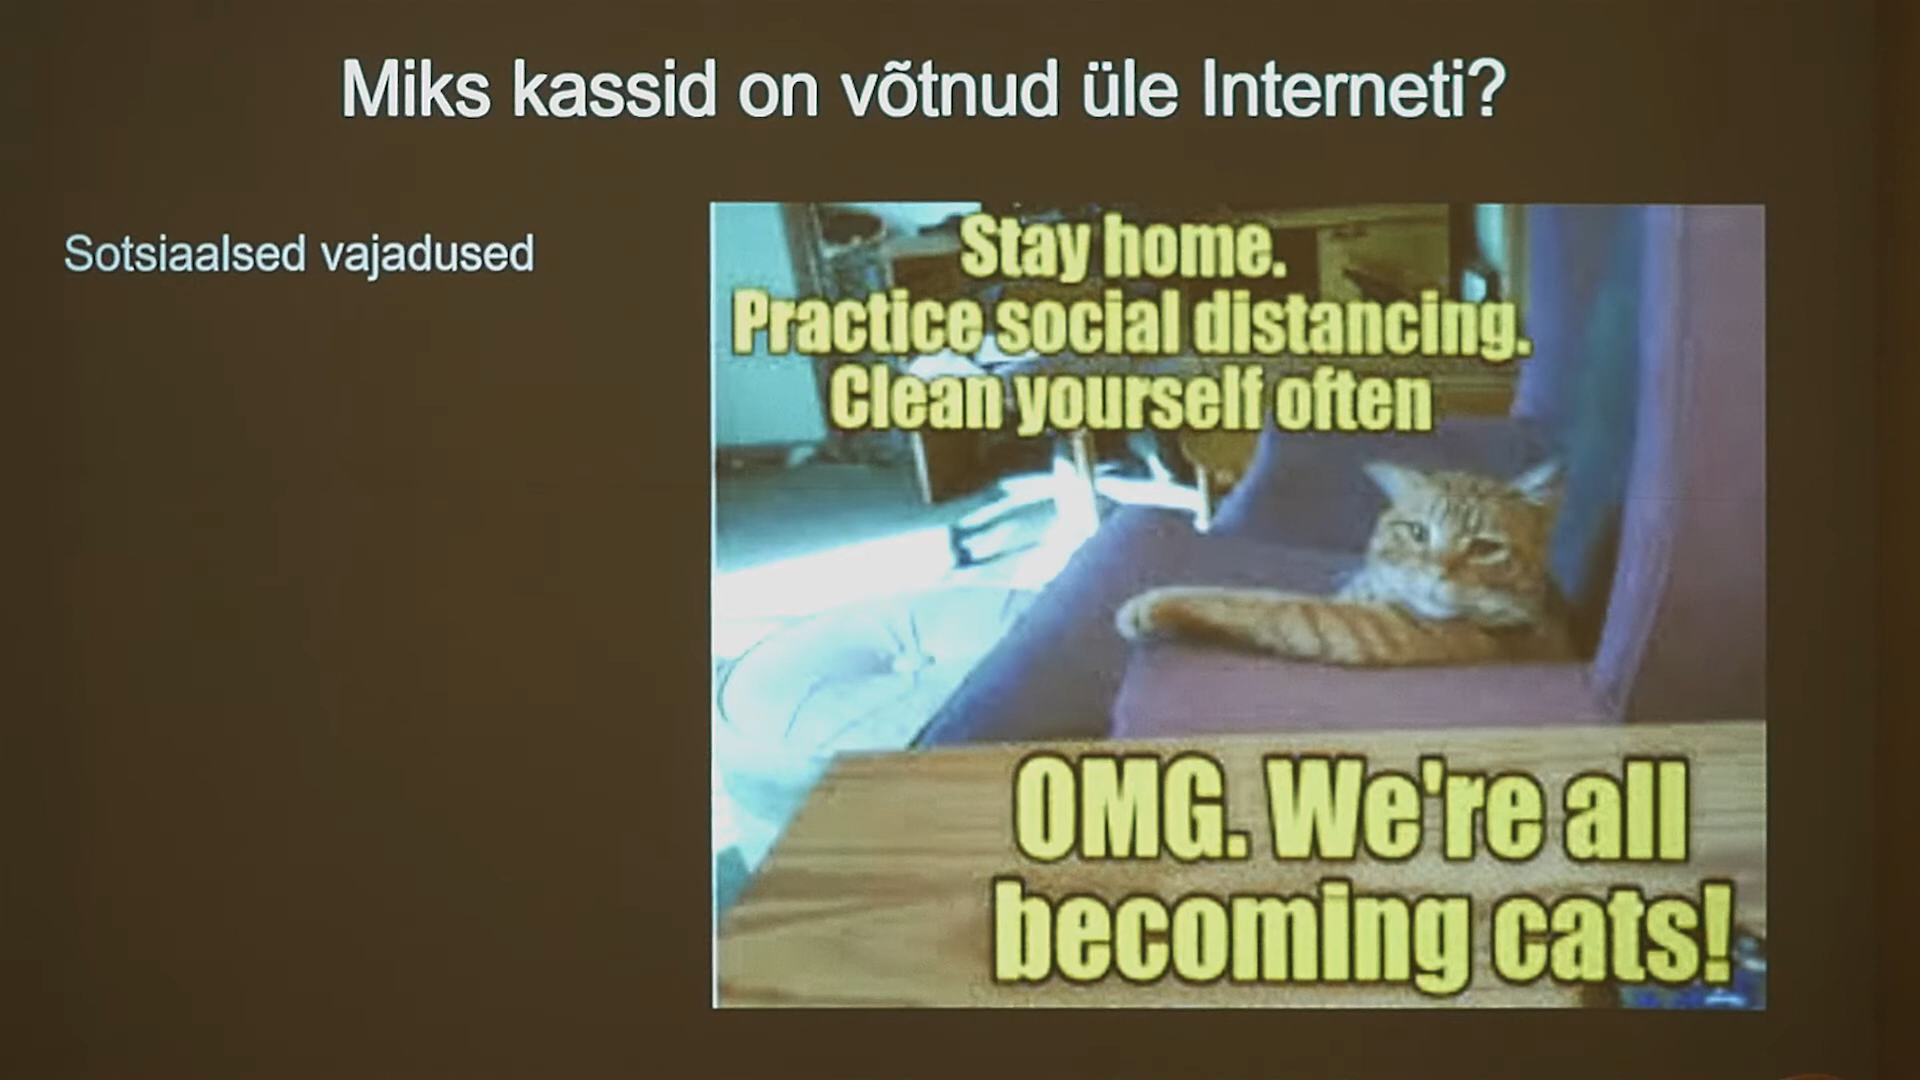 Miks kassid on võtnud üle Interneti?
Sotsiaalsed vajadused
Stay home.
Practice social distancing.
Clean yourself often
OMG. We're all
becoming cats!